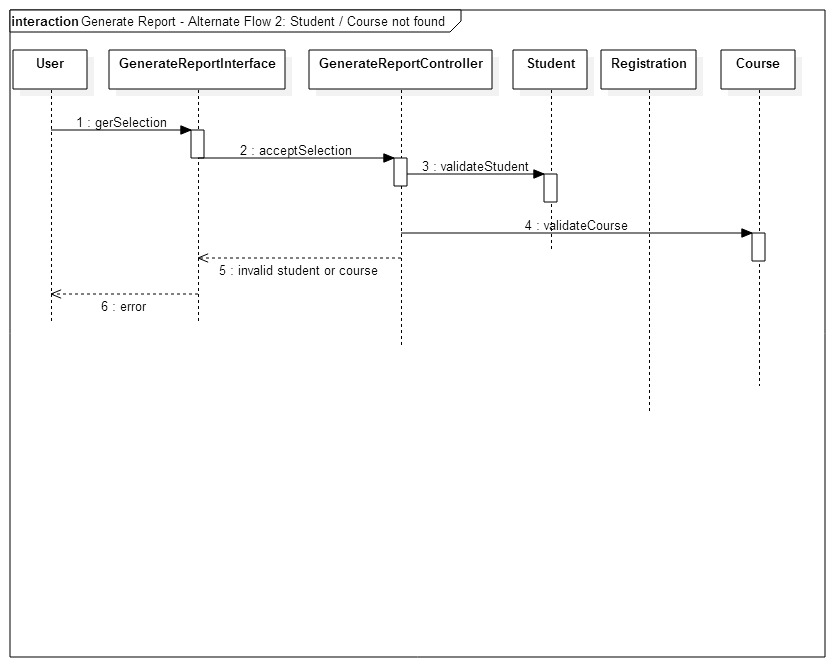 interaction Generate Report - Alternate Flow 2: Student / Course not found
User
GenerateReportInterface
GenerateReportController
Student
Registration
Course
1 : gerSelection
2 : acceptSelection
3 : validateStudent
4 : validateCourse
5 : invalid student or course
6 : error